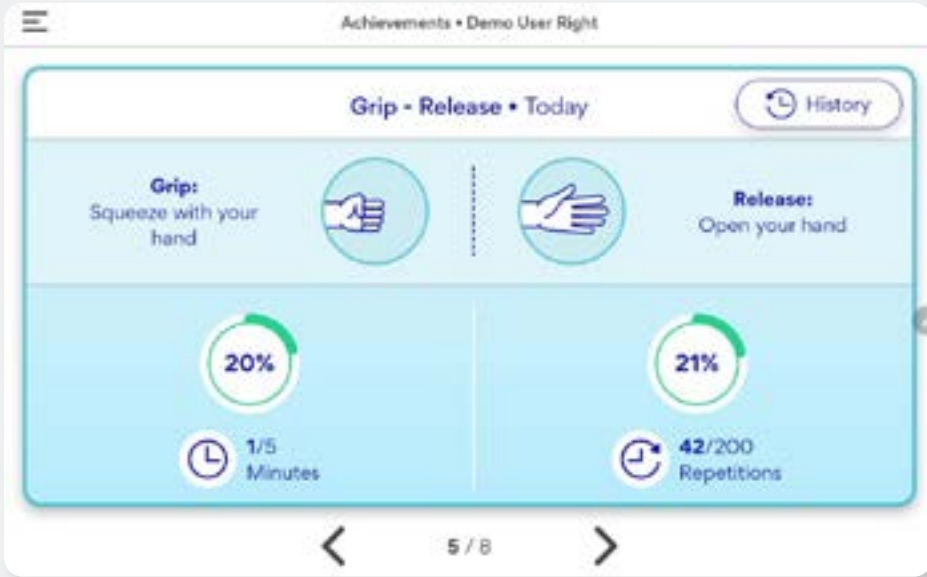 Achievements • Demo User Right
Grip - Release • Today
History
Grip:
Squeeze with your
hand
Release:
Open your hand
20%
1/5
Minutes
21%
42/200
Repetitions
5 / 8